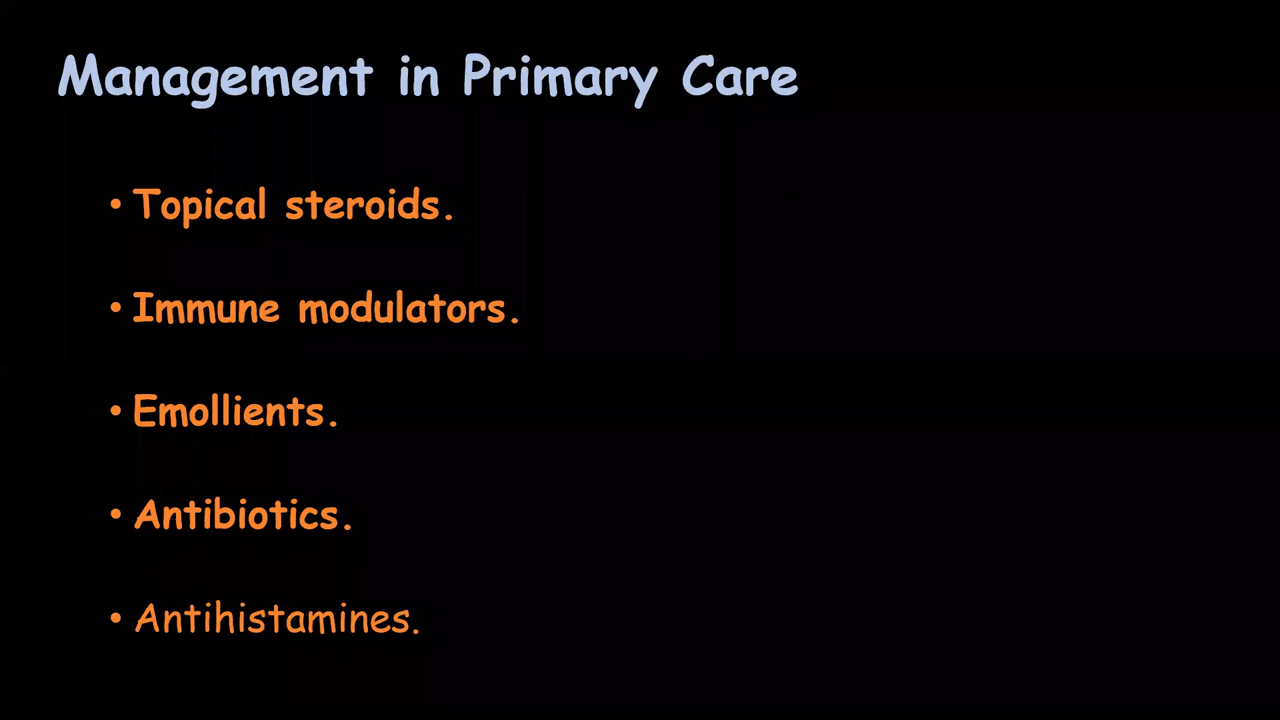 Management in Primary Care
• Topical steroids.
• Immune modulators.
• Emollients.
• Antibiotics.
• Antihistamines.